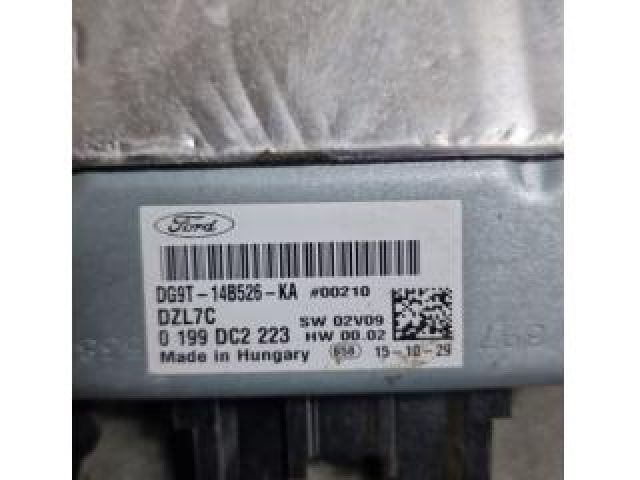 Ford
DG9T-14B526-KA #00210
DZL7C SW 02V09
0 199 DC2 223 HW 00.02
Made in Hungary 15-10-29